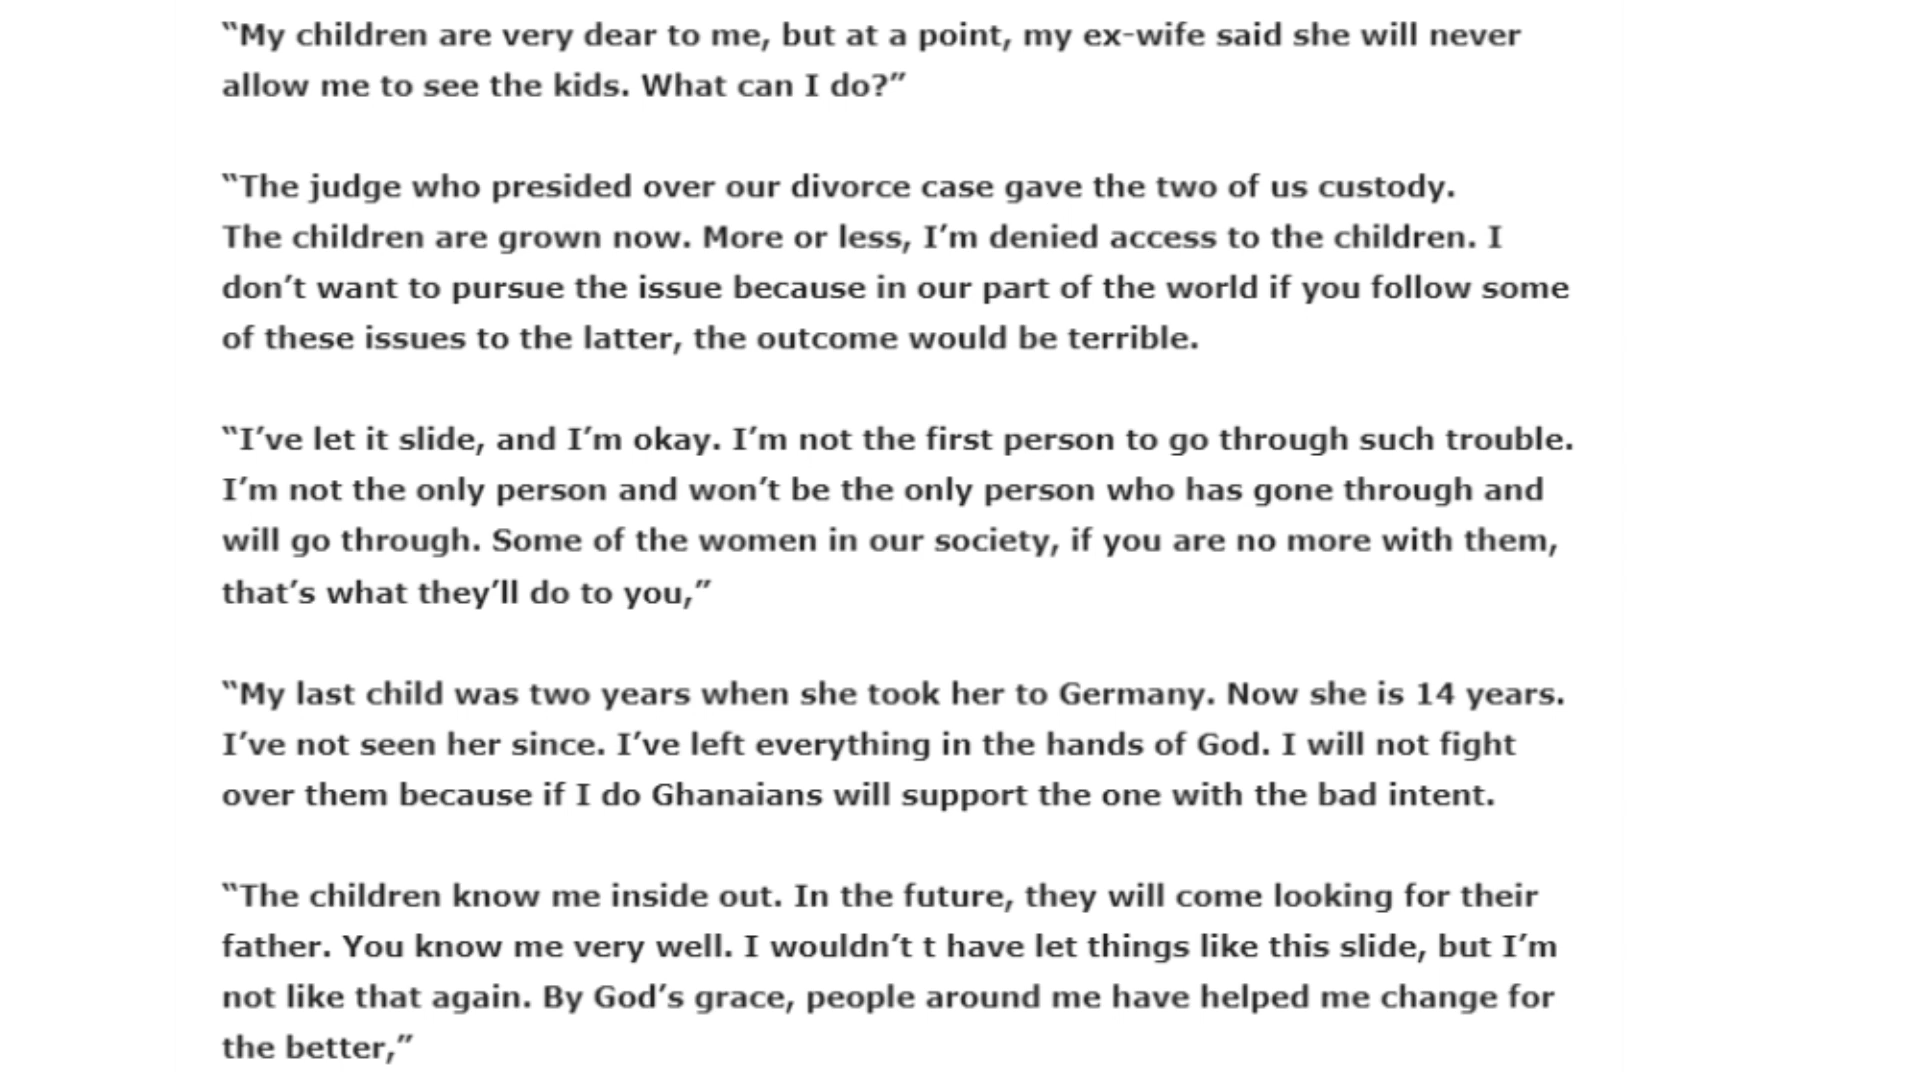 “My children are very dear to me, but at a point, my ex-wife said she will never
allow me to see the kids. What can I do?”
“The judge who presided over our divorce case gave the two of us custody.
The children are grown now. More or less, I’m denied access to the children. I
don’t want to pursue the issue because in our part of the world if you follow some
of these issues to the latter, the outcome would be terrible.
“I’ve let it slide, and I’m okay. I’m not the first person to go through such trouble.
I’m not the only person and won’t be the only person who has gone through and
will go through. Some of the women in our society, if you are no more with them,
that’s what they’ll do to you,”
“My last child was two years when she took her to Germany. Now she is 14 years.
I’ve not seen her since. I’ve left everything in the hands of God. I will not fight
over them because if I do Ghanaians will support the one with the bad intent.
“The children know me inside out. In the future, they will come looking for their
father. You know me very well. I wouldn’t t have let things like this slide, but I’m
not like that again. By God’s grace, people around me have helped me change for
the better,”